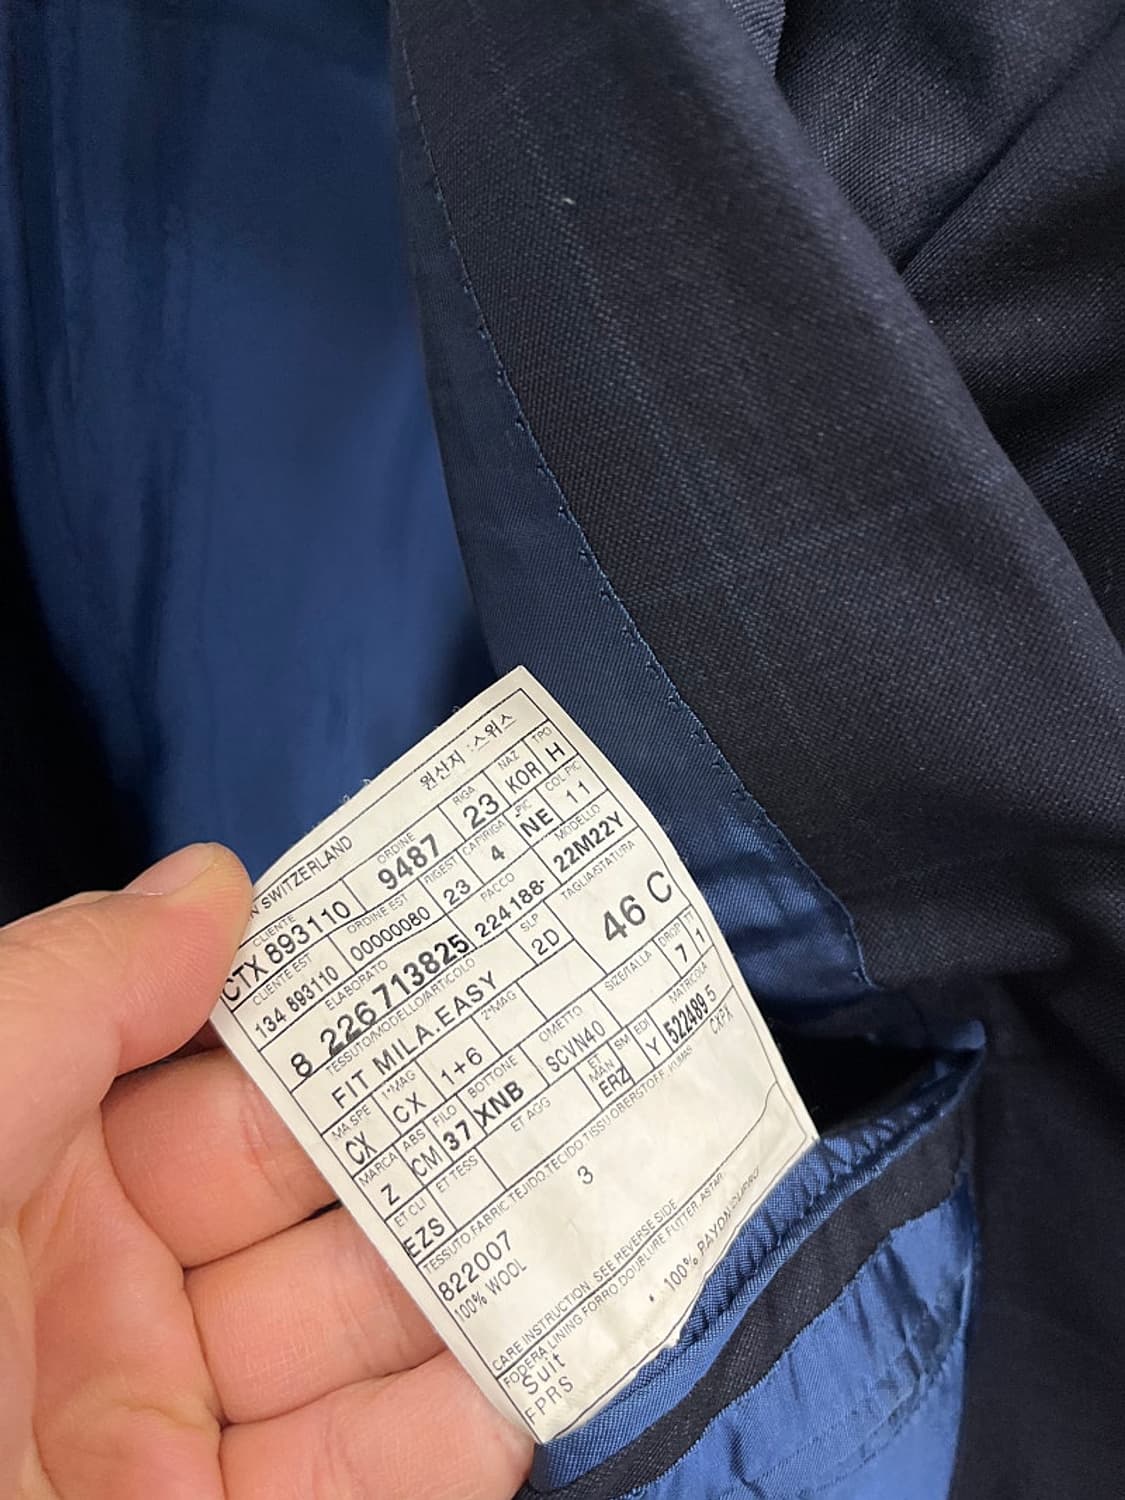 원산지 : 스위스
SWITZERLAND
CLIENTE ORDINE RIGA NAZ TPO
CTX 893110 9487 23 KOR H
CLIENTE EST ORDINE EST RIGEST CAPIRIGA PIC COL.PIC
134 893110 00000080 23 4 NE 11
ELABORATO PACCO MODELLO
8 226713825 224188- 22M22Y
TESSUTO/MODELLO/ARTICOLO SLP TAGLIA/STATURA
FIT MILA.EASY 2D 46 C
MA SPE 1°MAG 2°MAG OMETTO SIZE/ITALIA DROP TT
CX CX 1+6 SCVN40 7 1
MARCA ABS FILO BOTTONE ET MAN SM EDI MATRICOLA
Z CM 37 XNB ERZ Y 522489 5
ET CLI ET TESS ET AGG CXPX
EZS
TESSUTO.FABRIC.TEJIDO.TECIDO.TISSU.OBERSTOFF.KUMAS
822007 3
100% WOOL
CARE INSTRUCTION SEE REVERSE SIDE
FODERA LINING FORRO DOUBLURE FUTTER ASTAR
Suit 100% RAYON
FPRS